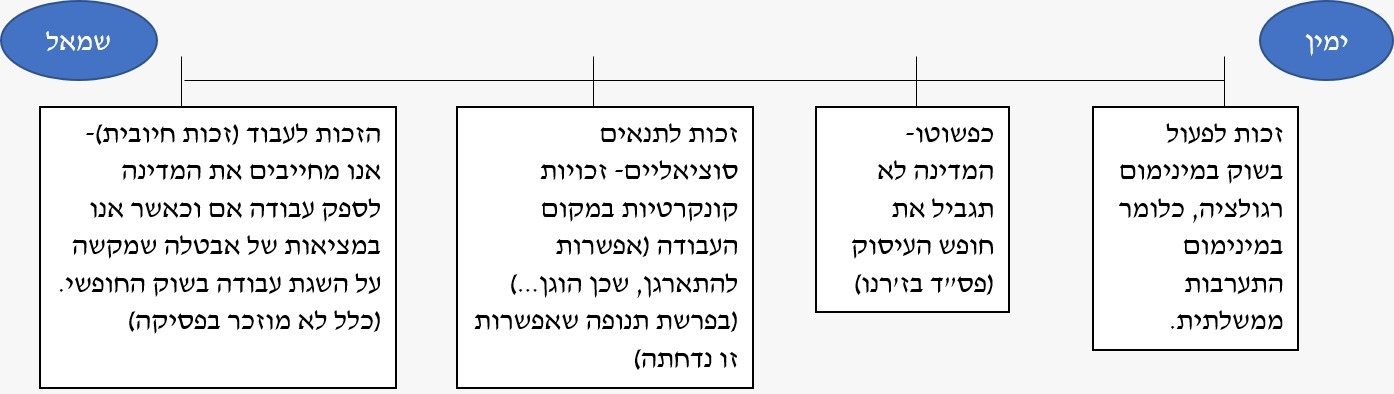 ימין
שמאל
זכות לפעול
בשוק במינימום
רגולציה, כלומר
במינימום
התערבות
ממשלתית.
כפשוטו-
המדינה לא
תגביל את
חופש העיסוק
(פס״ד בז׳רנו)
זכות לתנאים
סוציאליים- זכויות
קונקרטיות במקום
העבודה (אפשרות
להתארגן, שכן הוגן...)
(בפרשת תנופה שאפשרות
זו נדחתה)
הזכות לעבוד (זכות חיובית)-
אנו מחייבים את המדינה
לספק עבודה אם וכאשר אנו
במציאות של אבטלה שמקשה
על השגת עבודה בשוק החופשי.
(כלל לא מוזכר בפסיקה)